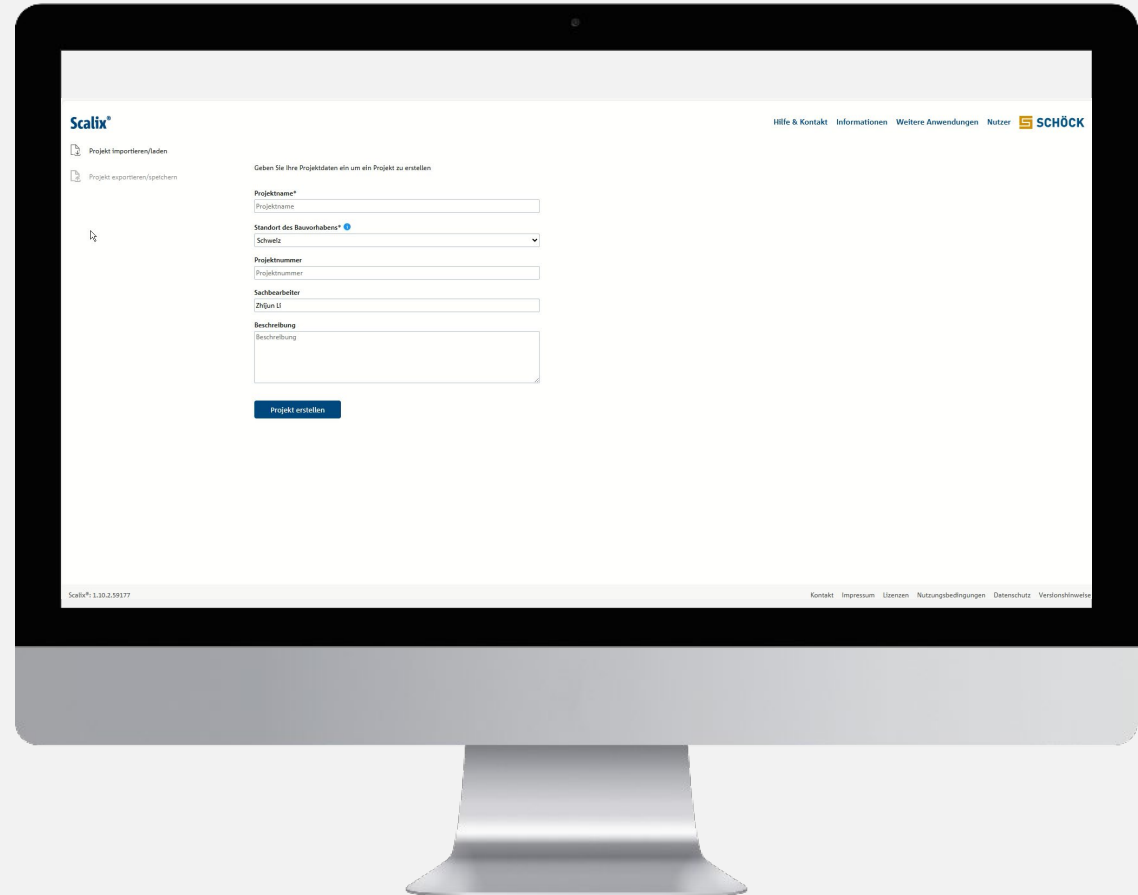 Scalix®
Hilfe & Kontakt Informationen Weitere Anwendungen Nutzer SCHÖCK
Projekt importieren/laden
Projekt exportieren/speichern
Geben Sie Ihre Projektdaten ein um ein Projekt zu erstellen
Projektname*
Projektname
Standort des Bauvorhabens*
Schweiz
Projektnummer
Projektnummer
Sachbearbeiter
Zhijun Li
Beschreibung
Beschreibung
Projekt erstellen
Scalix®: 1.10.2.59177
Kontakt Impressum Lizenzen Nutzungsbedingungen Datenschutz Versionshinweise